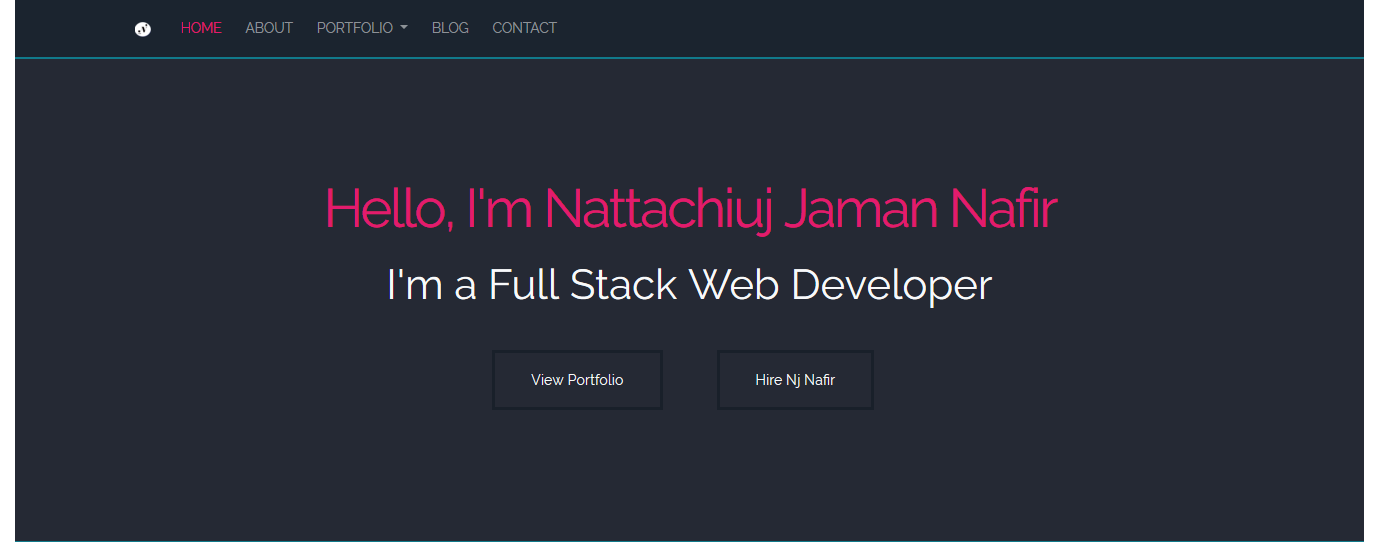 HOME ABOUT PORTFOLIO BLOG CONTACT
Hello, I'm Nattachiuj Jaman Nafir
I'm a Full Stack Web Developer
View Portfolio Hire Nj Nafir